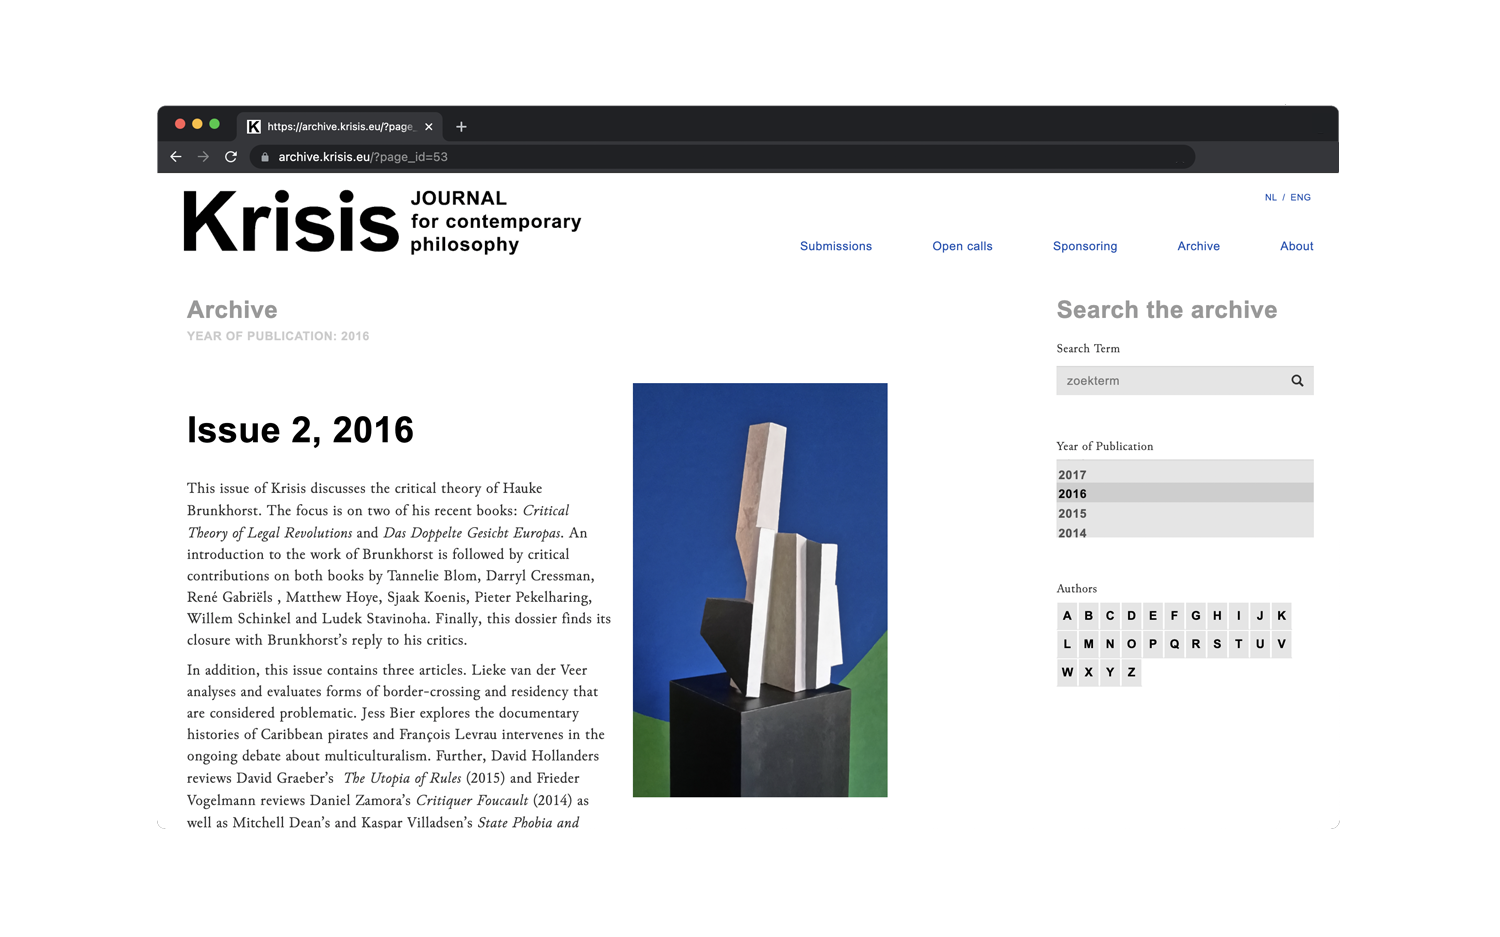 https://archive.krisis.eu/?page_
archive.krisis.eu/?page_id=53
Krisis
JOURNAL
for contemporary
philosophy
NL / ENG
Submissions
Open calls
Sponsoring
Archive
About
Archive
YEAR OF PUBLICATION: 2016
Issue 2, 2016
This issue of Krisis discusses the critical theory of Hauke
Brunkhorst. The focus is on two of his recent books: Critical
Theory of Legal Revolutions and Das Doppelte Gesicht Europas. An
introduction to the work of Brunkhorst is followed by critical
contributions on both books by Tannelie Blom, Darryl Cressman,
René Gabriëls , Matthew Hoye, Sjaak Koenis, Pieter Pekelharing,
Willem Schinkel and Ludek Stavinoha. Finally, this dossier finds its
closure with Brunkhorst’s reply to his critics.
In addition, this issue contains three articles. Lieke van der Veer
analyses and evaluates forms of border-crossing and residency that
are considered problematic. Jess Bier explores the documentary
histories of Caribbean pirates and François Levrau intervenes in the
ongoing debate about multiculturalism. Further, David Hollanders
reviews David Graeber’s The Utopia of Rules (2015) and Frieder
Vogelmann reviews Daniel Zamora’s Critiquer Foucault (2014) as
well as Mitchell Dean’s and Kaspar Villadsen’s State Phobia and
Search the archive
Search Term
zoekterm
Year of Publication
2017
2016
2015
2014
Authors
A B C D E F G H I J K
L M N O P Q R S T U V
W X Y Z